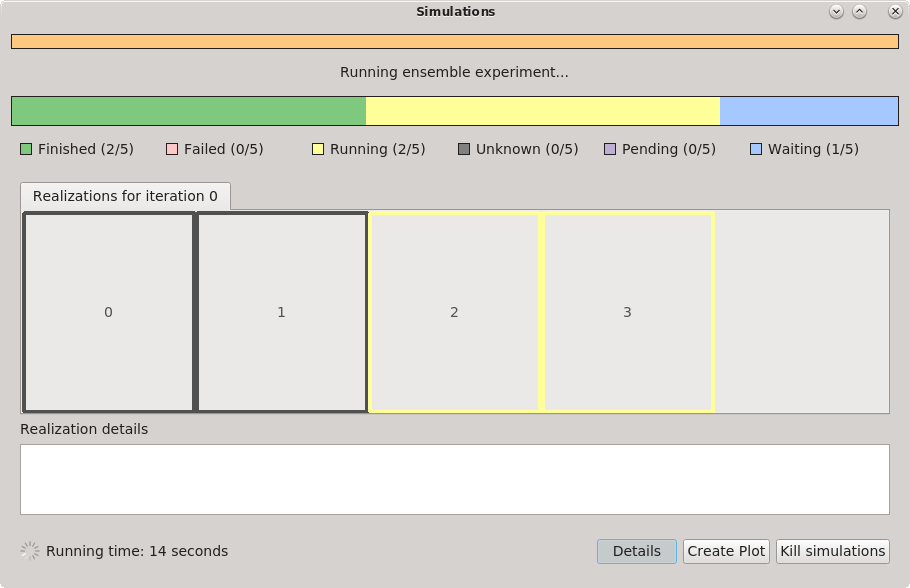 Simulations
Running ensemble experiment...
Finished (2/5) Failed (0/5) Running (2/5) Unknown (0/5) Pending (0/5) Waiting (1/5)
Realizations for iteration 0
0 1 2 3
Realization details
Running time: 14 seconds Details Create Plot Kill simulations